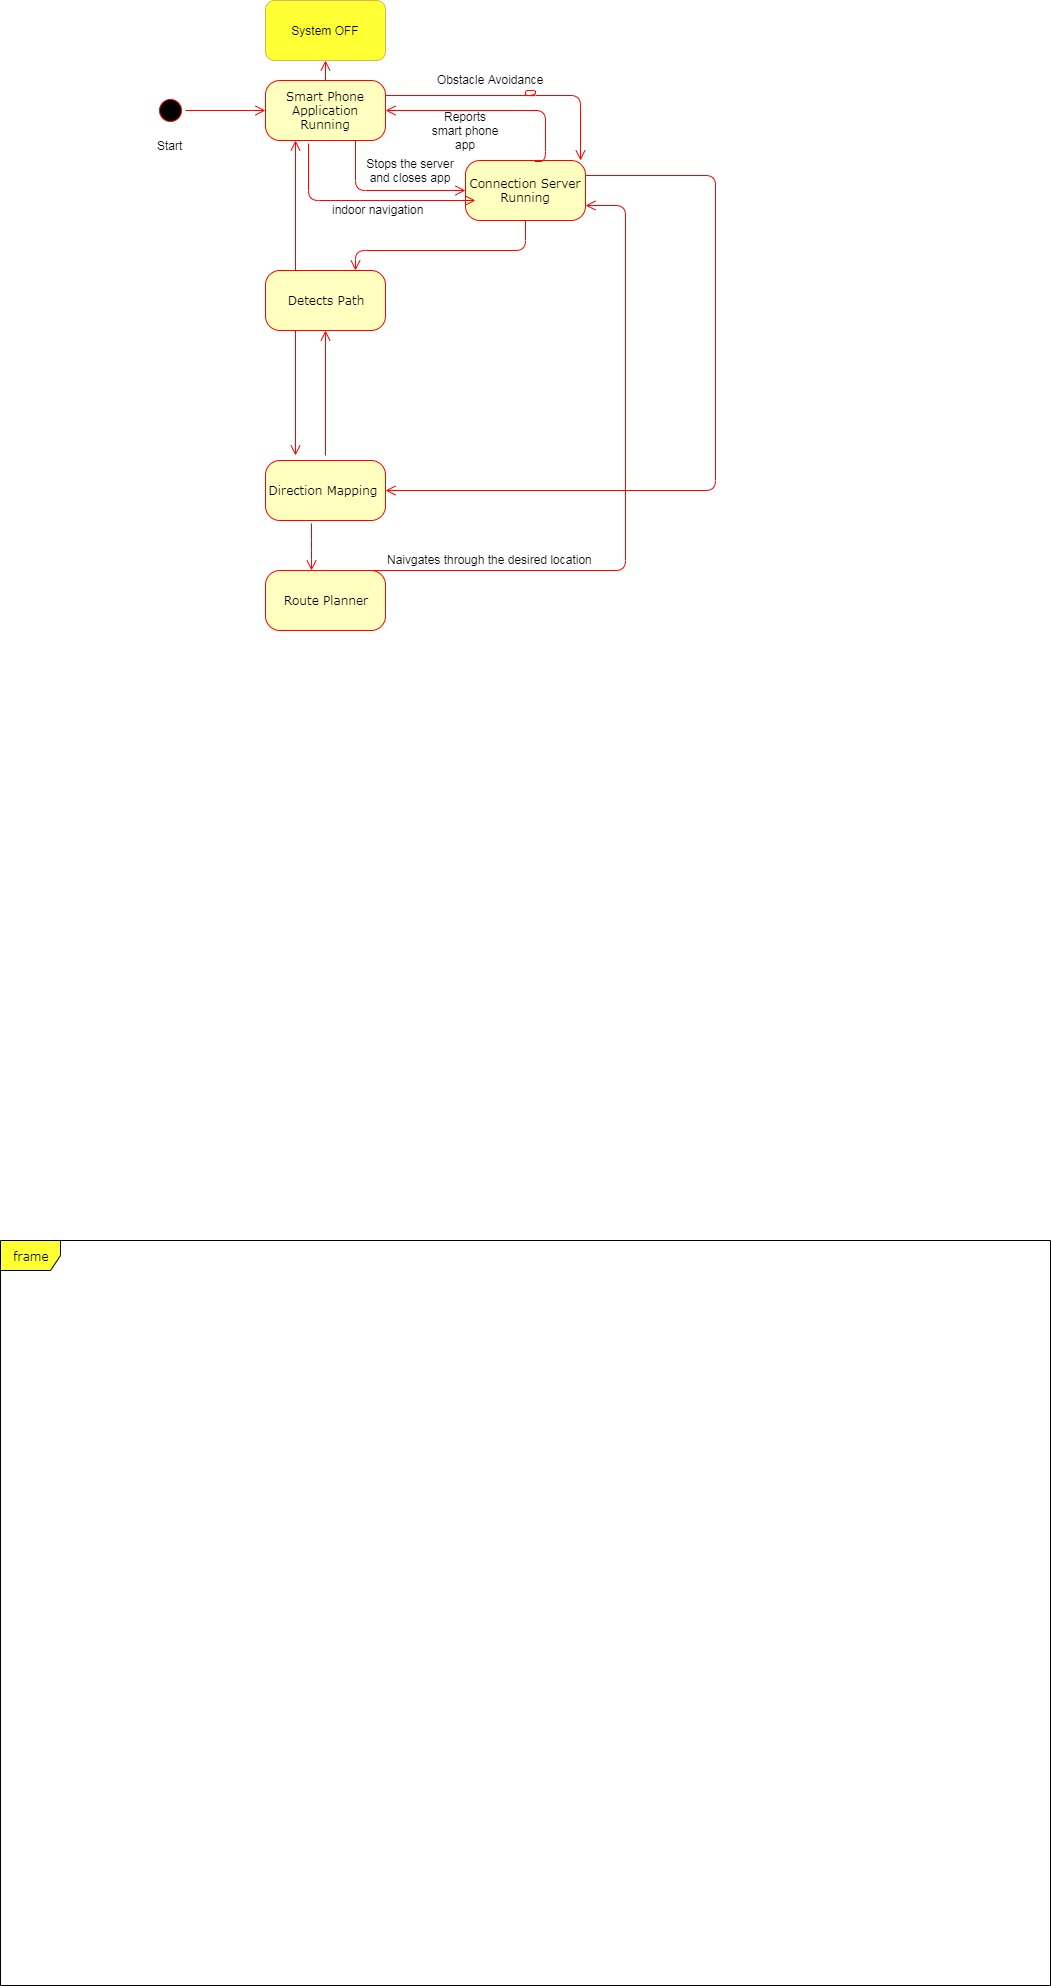 System OFF
Smart Phone
Application
Running
Start
Obstacle Avoidance
Reports
smart phone
app
Stops the server
and closes app
Connection Server
Running
indoor navigation
Detects Path
Direction Mapping
Naivgates through the desired location
Route Planner
frame